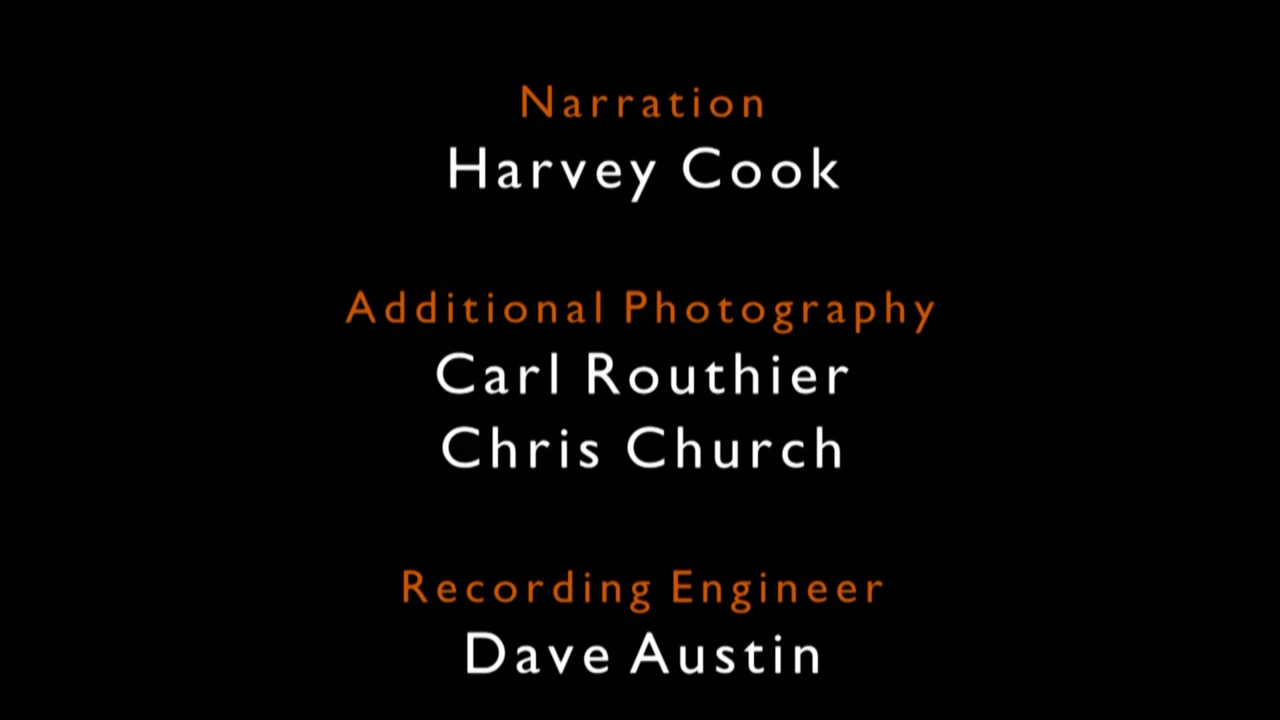 Narration
Harvey Cook
Additional Photography
Carl Routhier
Chris Church
Recording Engineer
Dave Austin